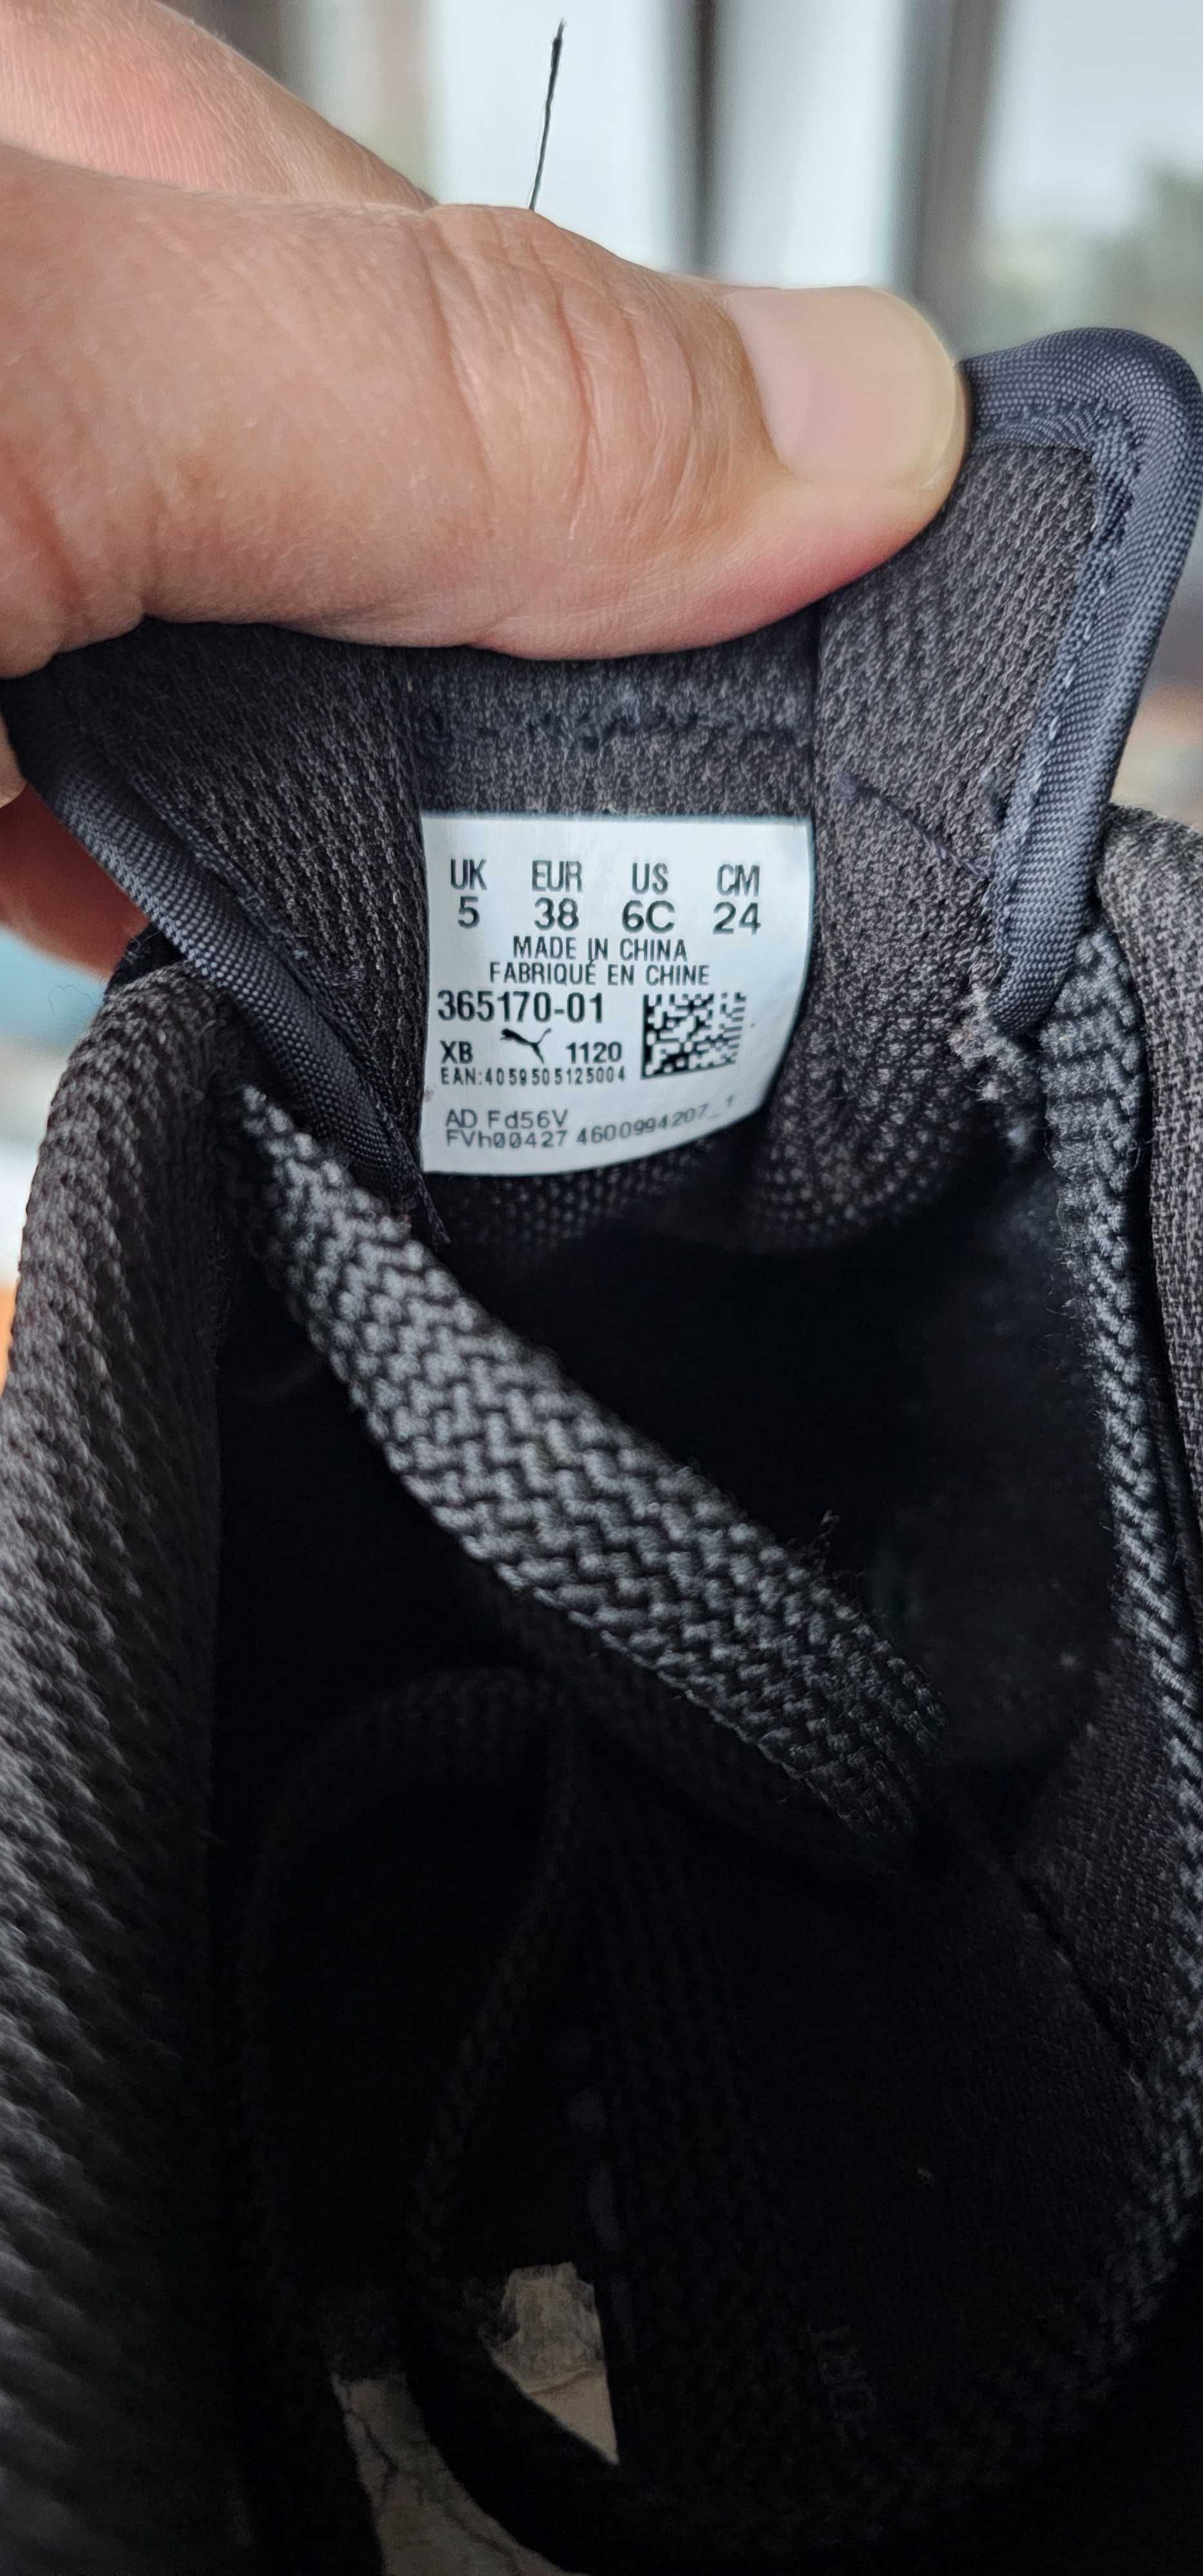 UK EUR US CM
5 38 6C 24
MADE IN CHINA
FABRIQUÉ EN CHINE
365170-01
XB 1120
EAN:4059505125004
AD Fd56V
FVh00427 4600994207_1